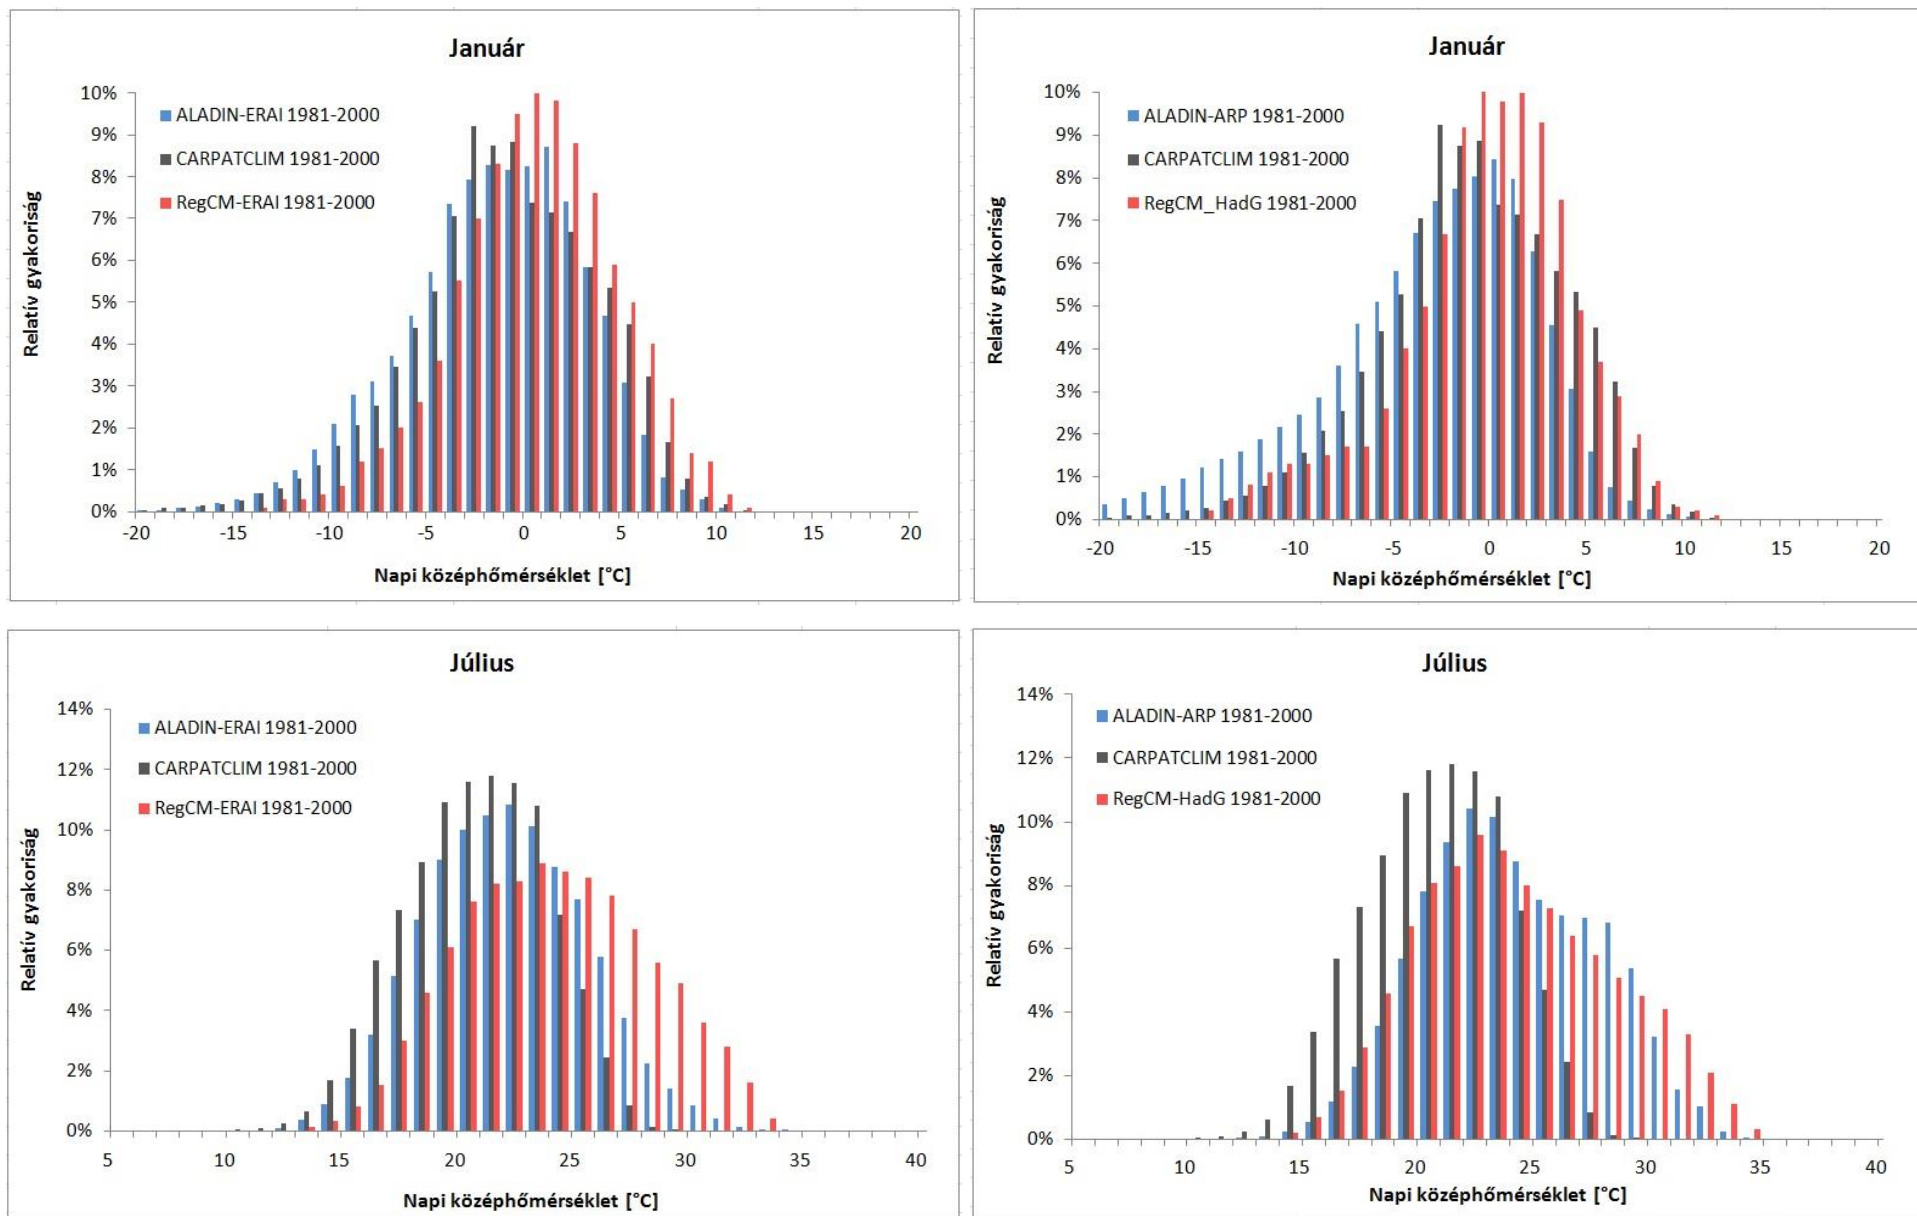 Január
10%
9%
8%
7%
6%
5%
4%
3%
2%
1%
0%
Relatív gyakoriság
ALADIN-ERAI 1981-2000
CARPATCLIM 1981-2000
RegCM-ERAI 1981-2000
-20 -15 -10 -5 0 5 10 15 20
Napi középhőmérséklet [°C]
Január
10%
9%
8%
7%
6%
5%
4%
3%
2%
1%
0%
Relatív gyakoriság
ALADIN-ARP 1981-2000
CARPATCLIM 1981-2000
RegCM_HadG 1981-2000
-20 -15 -10 -5 0 5 10 15 20
Napi középhőmérséklet [°C]
Július
14%
12%
10%
8%
6%
4%
2%
0%
Relatív gyakoriság
ALADIN-ERAI 1981-2000
CARPATCLIM 1981-2000
RegCM-ERAI 1981-2000
5 10 15 20 25 30 35 40
Napi középhőmérséklet [°C]
Július
14%
12%
10%
8%
6%
4%
2%
0%
Relatív gyakoriság
ALADIN-ARP 1981-2000
CARPATCLIM 1981-2000
RegCM-HadG 1981-2000
5 10 15 20 25 30 35 40
Napi középhőmérséklet [°C]